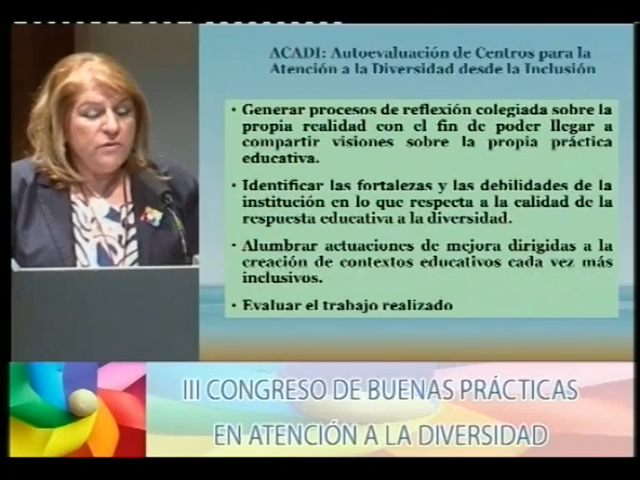 ACADI: Autoevaluación de Centros para la
Atención a la Diversidad desde la Inclusión
• Generar procesos de reflexión colegiada sobre la
propia realidad con el fin de poder llegar a
compartir visiones sobre la propia práctica
educativa.
• Identificar las fortalezas y las debilidades de la
institución en lo que respecta a la calidad de la
respuesta educativa a la diversidad.
• Alumbrar actuaciones de mejora dirigidas a la
creación de contextos educativos cada vez más
inclusivos.
• Evaluar el trabajo realizado
III CONGRESO DE BUENAS PRÁCTICAS
EN ATENCIÓN A LA DIVERSIDAD